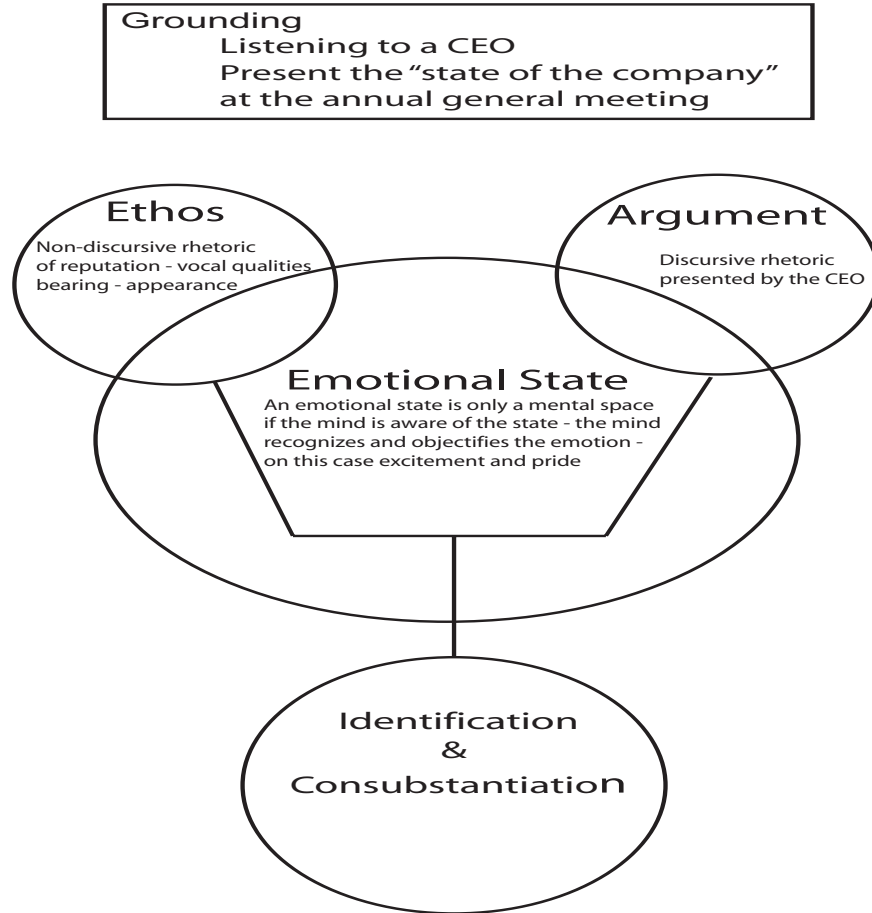 Grounding
Listening to a CEO
Present the “state of the company”
at the annual general meeting
Ethos
Non-discursive rhetoric
of reputation - vocal qualities
bearing - appearance
Argument
Discursive rhetoric
presented by the CEO
Emotional State
An emotional state is only a mental space
if the mind is aware of the state - the mind
recognizes and objectifies the emotion -
on this case excitement and pride
Identification
&
Consubstantiation